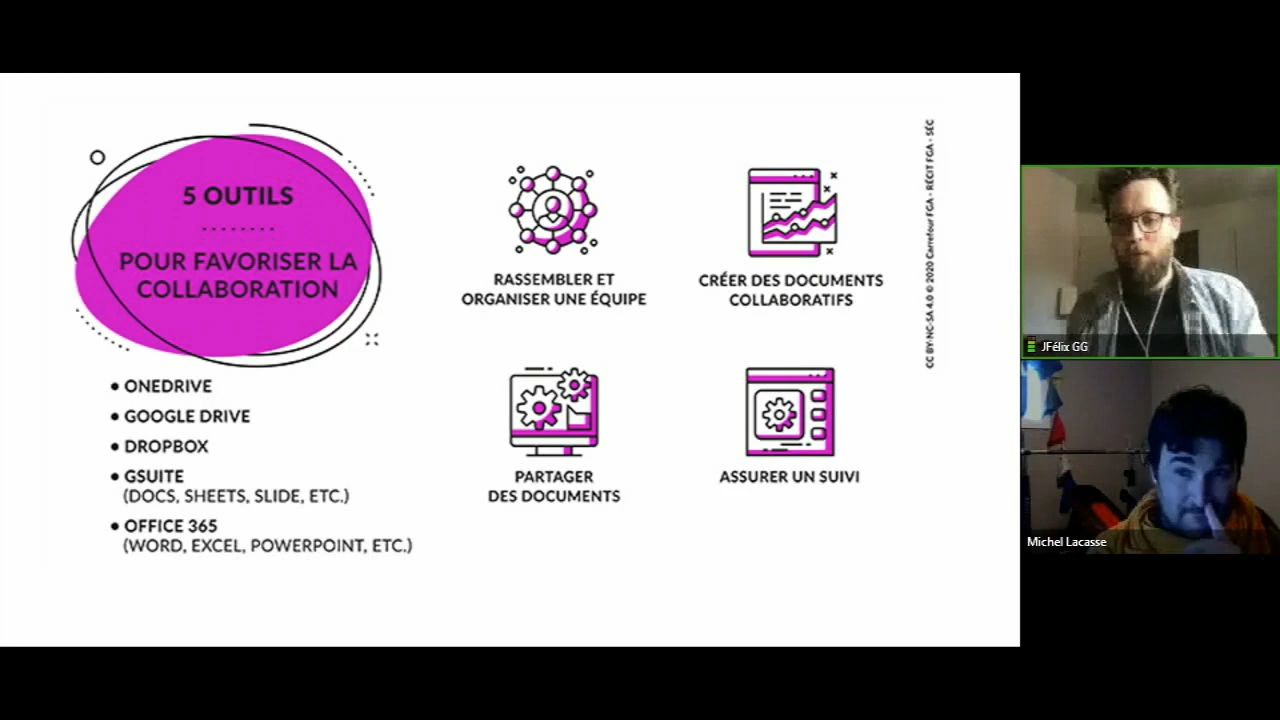 5 OUTILS
POUR FAVORISER LA
COLLABORATION
• ONEDRIVE
• GOOGLE DRIVE
• DROPBOX
• GSUITE
(DOCS, SHEETS, SLIDE, ETC.)
• OFFICE 365
(WORD, EXCEL, POWERPOINT, ETC.)
RASSEMBLER ET
ORGANISER UNE ÉQUIPE
CRÉER DES DOCUMENTS
COLLABORATIFS
PARTAGER
DES DOCUMENTS
ASSURER UN SUIVI
CC BY-NC-SA 4.0 © 2020 Carrefour FGA - RÉCIT FGA - SÉC
JFélix GG
Michel Lacasse